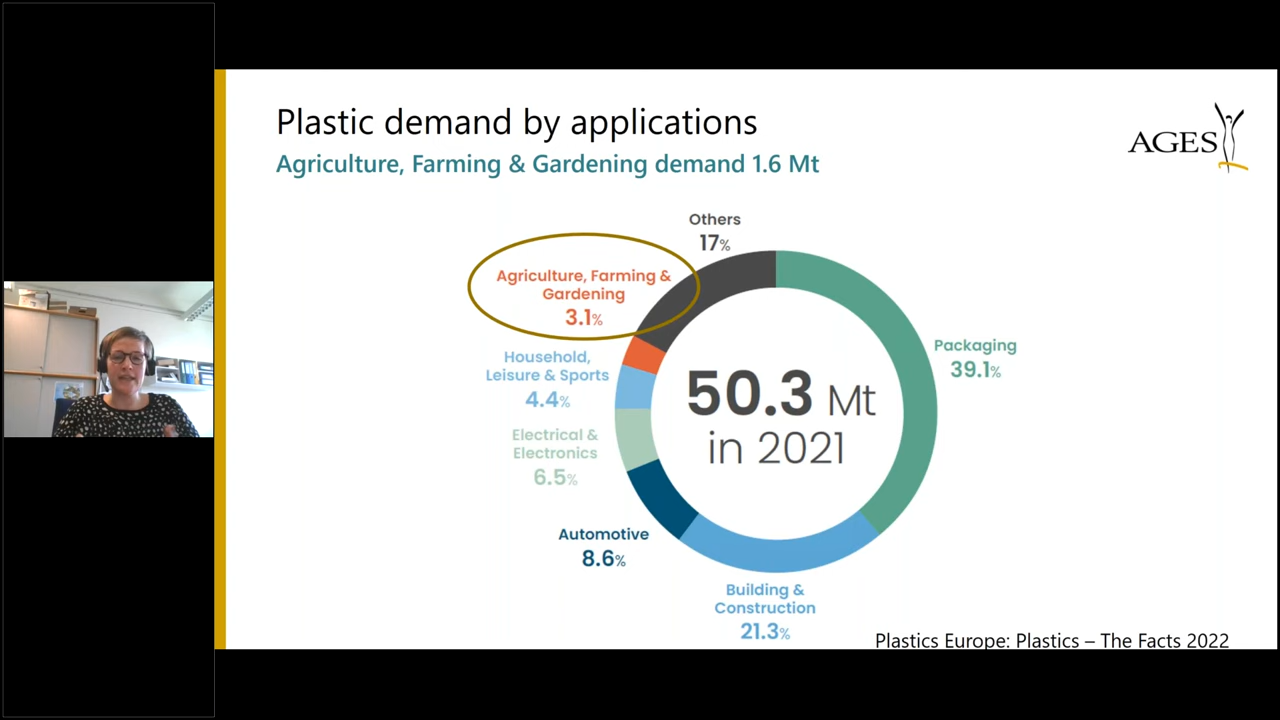 Plastic demand by applications
Agriculture, Farming & Gardening demand 1.6 Mt
AGES
Others
17%
Agriculture, Farming &
Gardening
3.1%
Packaging
39.1%
Household,
Leisure & Sports
4.4%
50.3 Mt
in 2021
Electrical &
Electronics
6.5%
Automotive
8.6%
Building &
Construction
21.3%
Plastics Europe: Plastics – The Facts 2022